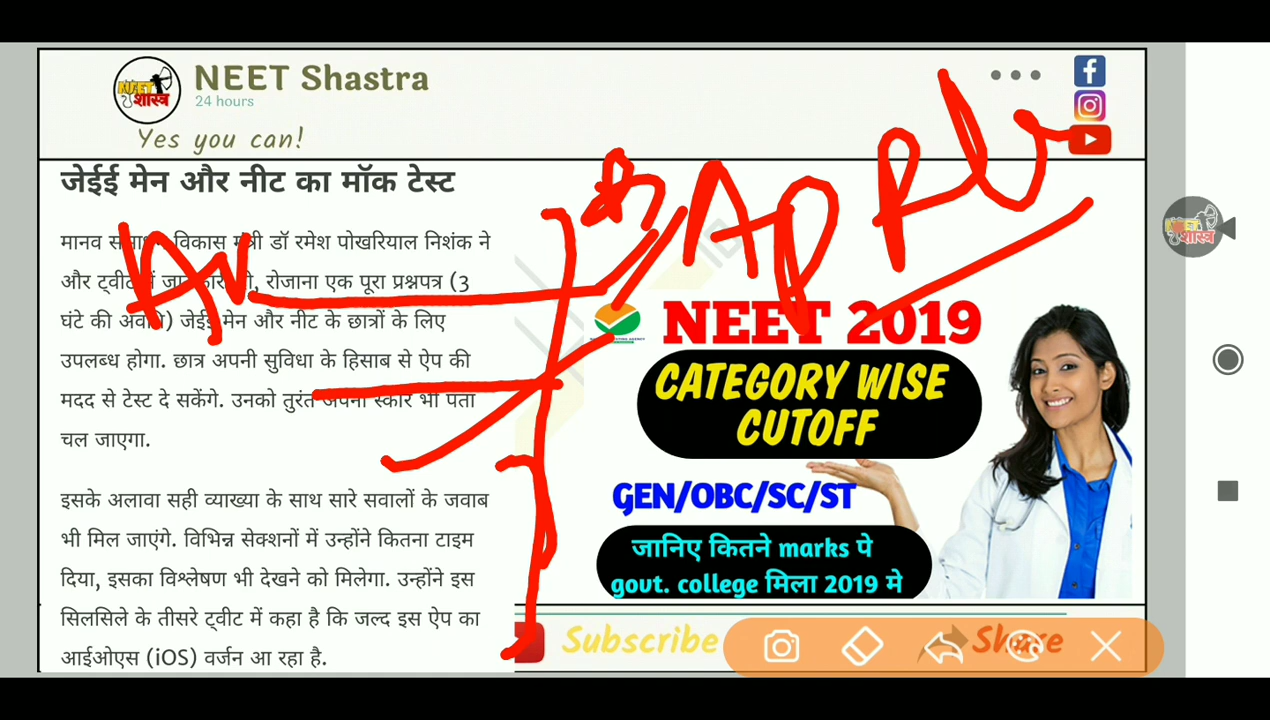 NEET Shastra
24 hours
Yes you can!
जेईई मेन और नीट का मॉक टेस्ट
मानव संसाधन विकास मंत्री डॉ रमेश पोखरियाल निशंक ने
और ट्वीट में जानकारी दी, रोजाना एक पूरा प्रश्नपत्र (3
घंटे की अवधि) जेईई मेन और नीट के छात्रों के लिए
उपलब्ध होगा. छात्र अपनी सुविधा के हिसाब से ऐप की
मदद से टेस्ट दे सकेंगे. उनको तुरंत अपना स्कोर भी पता
चल जाएगा.
इसके अलावा सही व्याख्या के साथ सारे सवालों के जवाब
भी मिल जाएंगे. विभिन्न सेक्शनों में उन्होंने कितना टाइम
दिया, इसका विश्लेषण भी देखने को मिलेगा. उन्होंने इस
सिलसिले के तीसरे ट्वीट में कहा है कि जल्द इस ऐप का
आईओएस (iOS) वर्जन आ रहा है.
NEET 2019
CATEGORY WISE
CUTOFF
GEN/OBC/SC/ST
जानिए कितने marks पे
govt. college मिला 2019 मे
Subscribe
Share